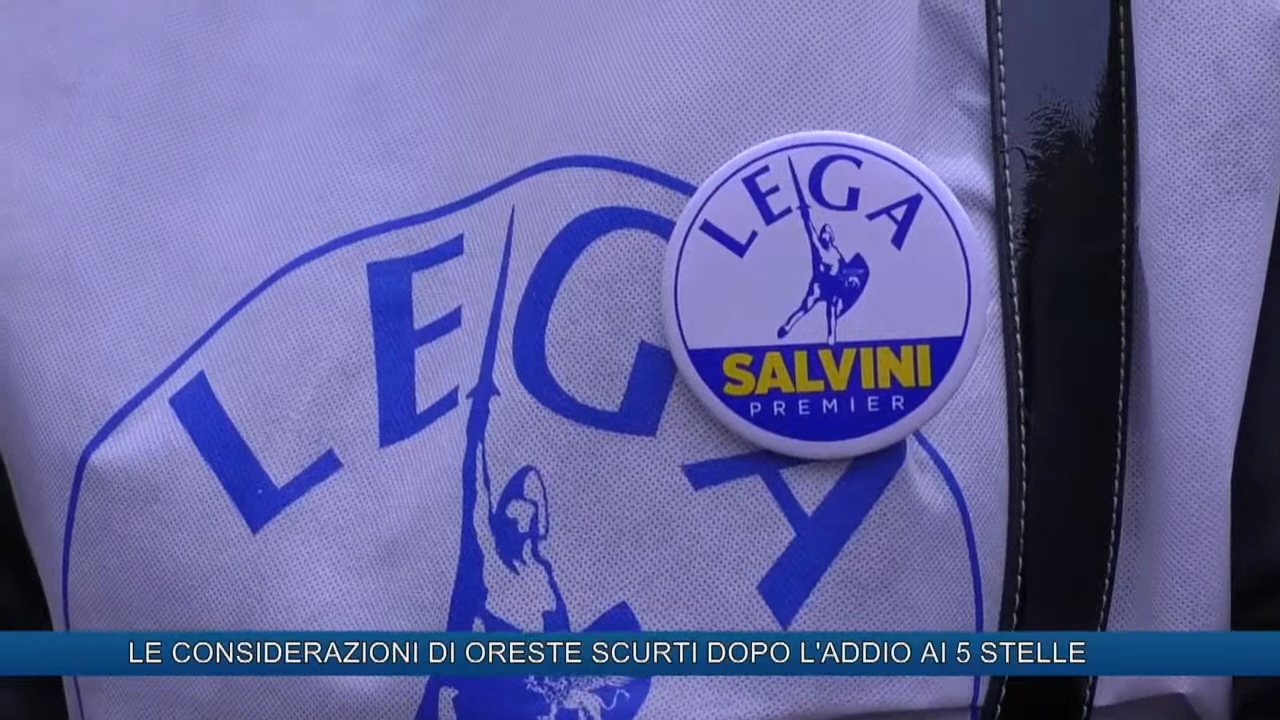 LEGA
LEGA
SALVINI
PREMIER
LE CONSIDERAZIONI DI ORESTE SCURTI DOPO L'ADDIO AI 5 STELLE